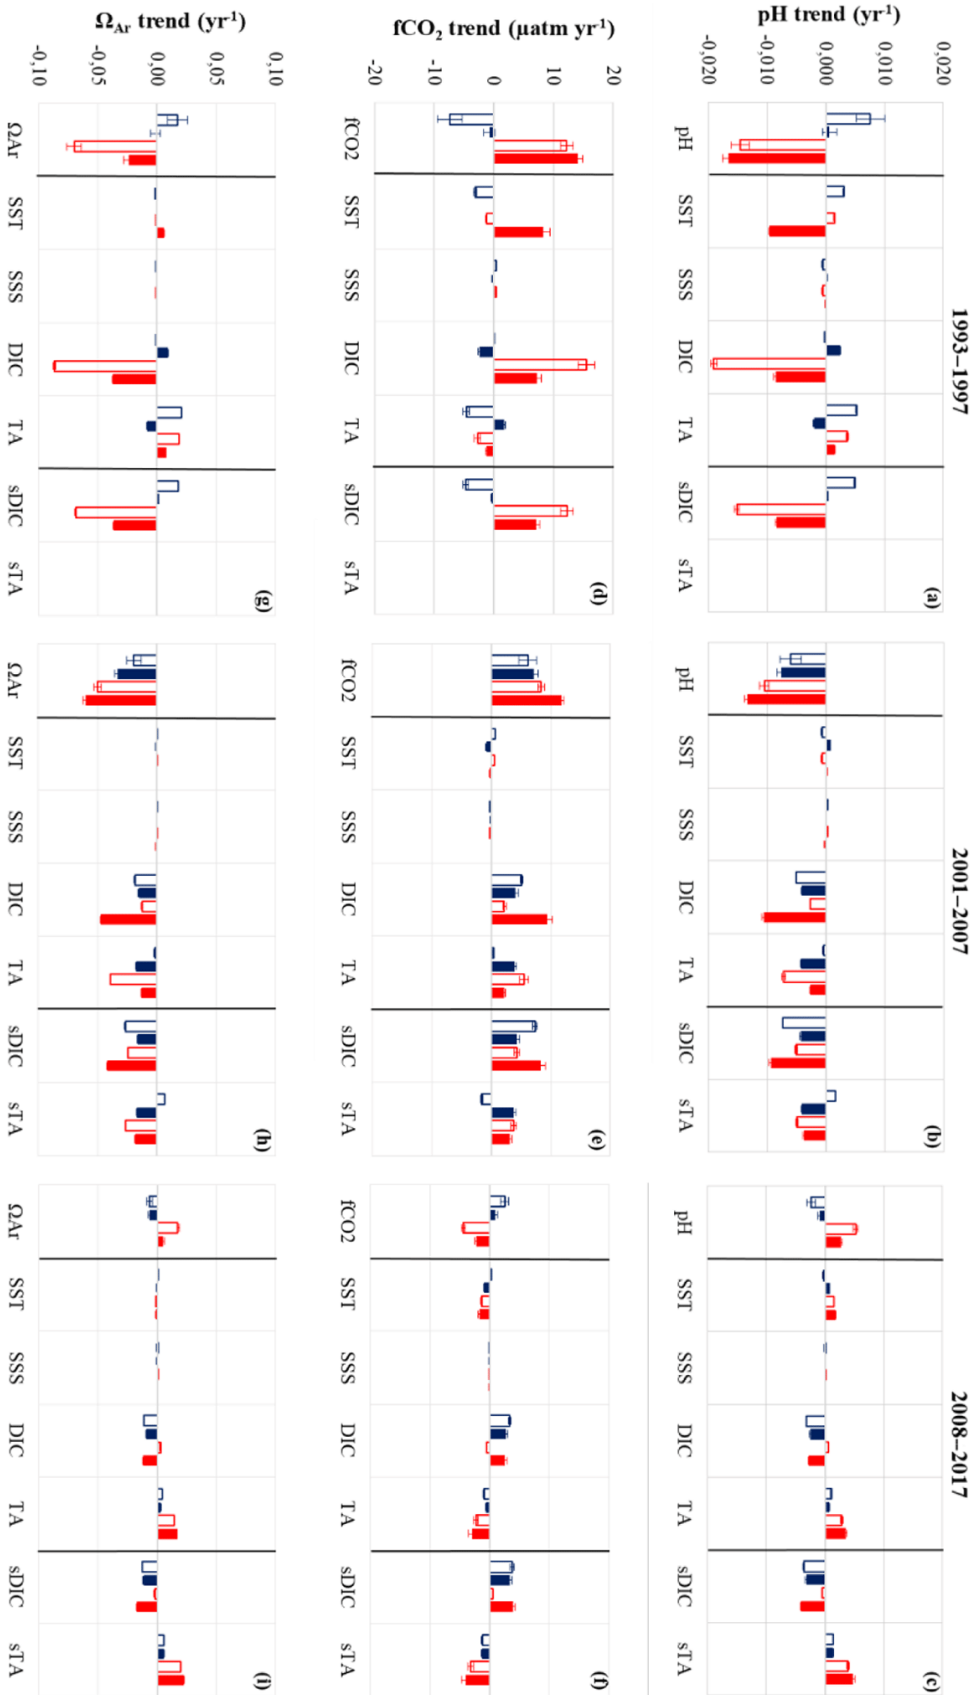 1993–1997
2001–2007
2008–2017
pH trend (yr-1)
0,020
0,010
0,000
-0,010
-0,020
(a)
pH SST SSS DIC TA sDIC sTA
(b)
pH SST SSS DIC TA sDIC sTA
(c)
pH SST SSS DIC TA sDIC sTA
fCO2 trend (µatm yr-1)
20
10
0
-10
-20
(d)
fCO2 SST SSS DIC TA sDIC sTA
(e)
fCO2 SST SSS DIC TA sDIC sTA
(f)
fCO2 SST SSS DIC TA sDIC sTA
ΩAr trend (yr-1)
0,10
0,05
0,00
-0,05
-0,10
(g)
ΩAr SST SSS DIC TA sDIC sTA
(h)
ΩAr SST SSS DIC TA sDIC sTA
(i)
ΩAr SST SSS DIC TA sDIC sTA